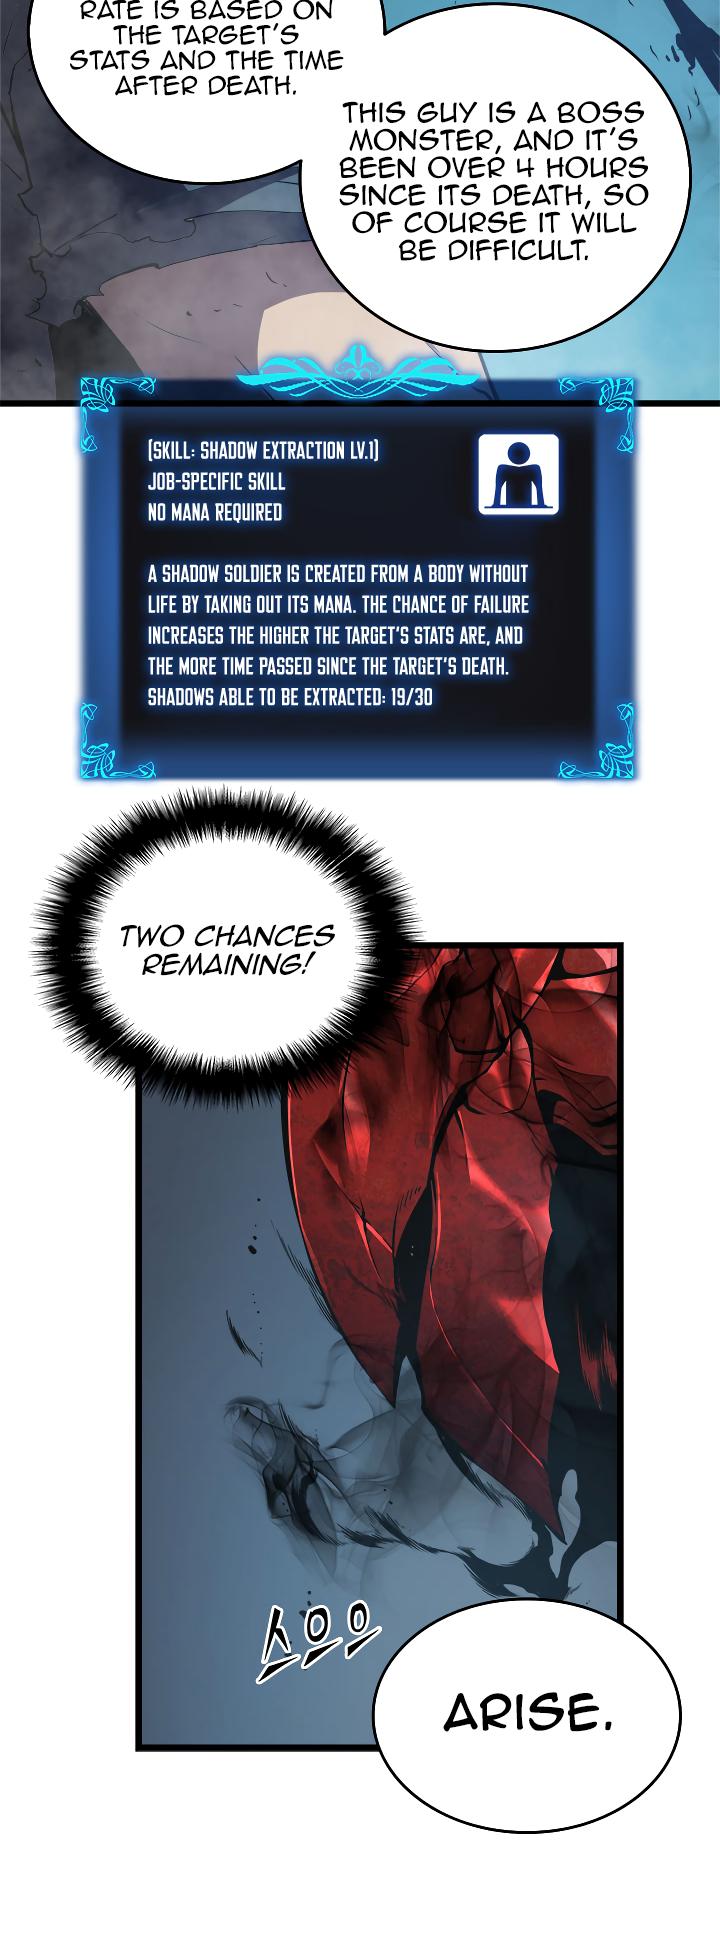 RATE IS BASED ON
THE TARGET'S
STATS AND THE TIME
AFTER DEATH.
THIS GUY IS A BOSS
MONSTER, AND IT'S
BEEN OVER 4 HOURS
SINCE ITS DEATH, SO
OF COURSE IT WILL
BE DIFFICULT.
[SKILL: SHADOW EXTRACTION LV.1]
JOB-SPECIFIC SKILL
NO MANA REQUIRED
A SHADOW SOLDIER IS CREATED FROM A BODY WITHOUT
LIFE BY TAKING OUT ITS MANA. THE CHANCE OF FAILURE
INCREASES THE HIGHER THE TARGET'S STATS ARE, AND
THE MORE TIME PASSED SINCE THE TARGET'S DEATH.
SHADOWS ABLE TO BE EXTRACTED: 19/30
TWO CHANCES
REMAINING!
스으으
ARISE.